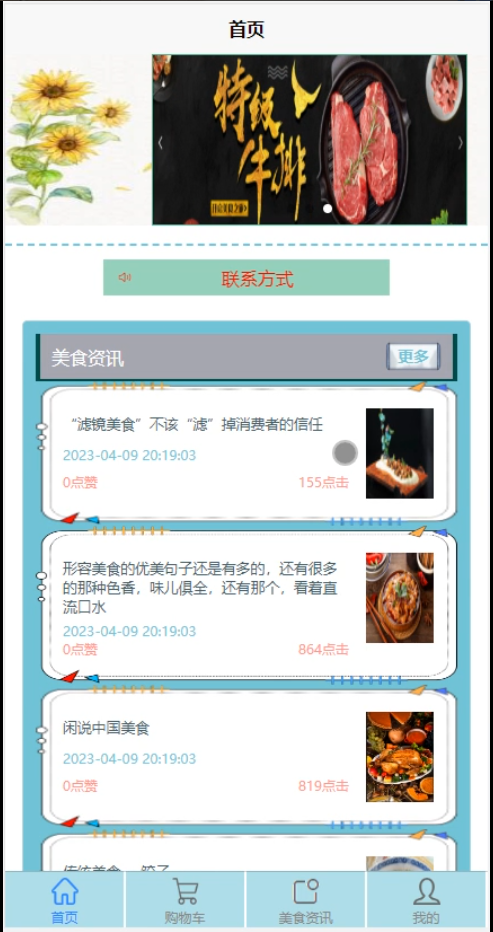 首页
特级
牛排
联系方式
美食资讯
更多
“滤镜美食”不该“滤”掉消费者的信任
2023-04-09 20:19:03
0点赞
155点击
形容美食的优美句子还是有多的，还有很多
的那种色香，味儿俱全，还有那个，看着直
流口水
2023-04-09 20:19:03
0点赞
864点击
闲说中国美食
2023-04-09 20:19:03
0点赞
819点击
首页
购物车
美食资讯
我的